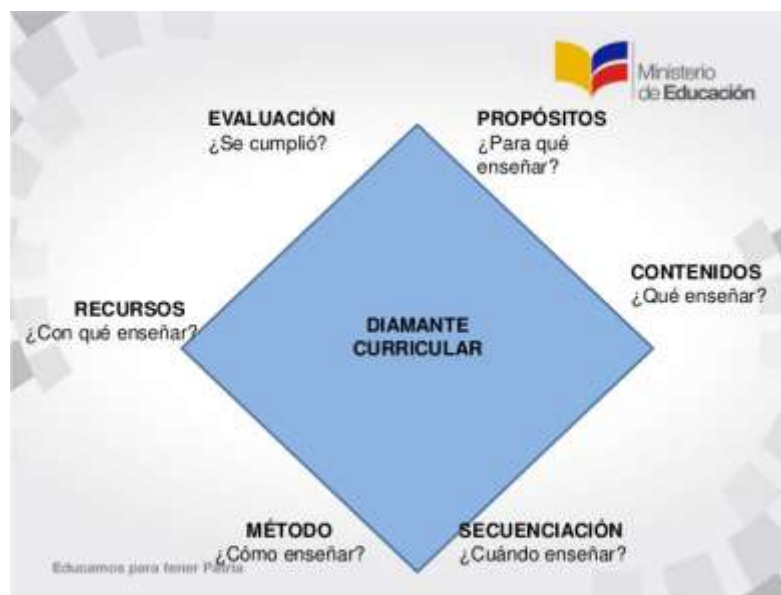 Ministerio
de Educación
EVALUACIÓN
¿Se cumplió?
PROPÓSITOS
¿Para qué
enseñar?
CONTENIDOS
¿Qué enseñar?
RECURSOS
¿Con qué enseñar?
DIAMANTE
CURRICULAR
MÉTODO
¿Cómo enseñar?
SECUENCIACIÓN
¿Cuándo enseñar?
Educamos para tener Patria